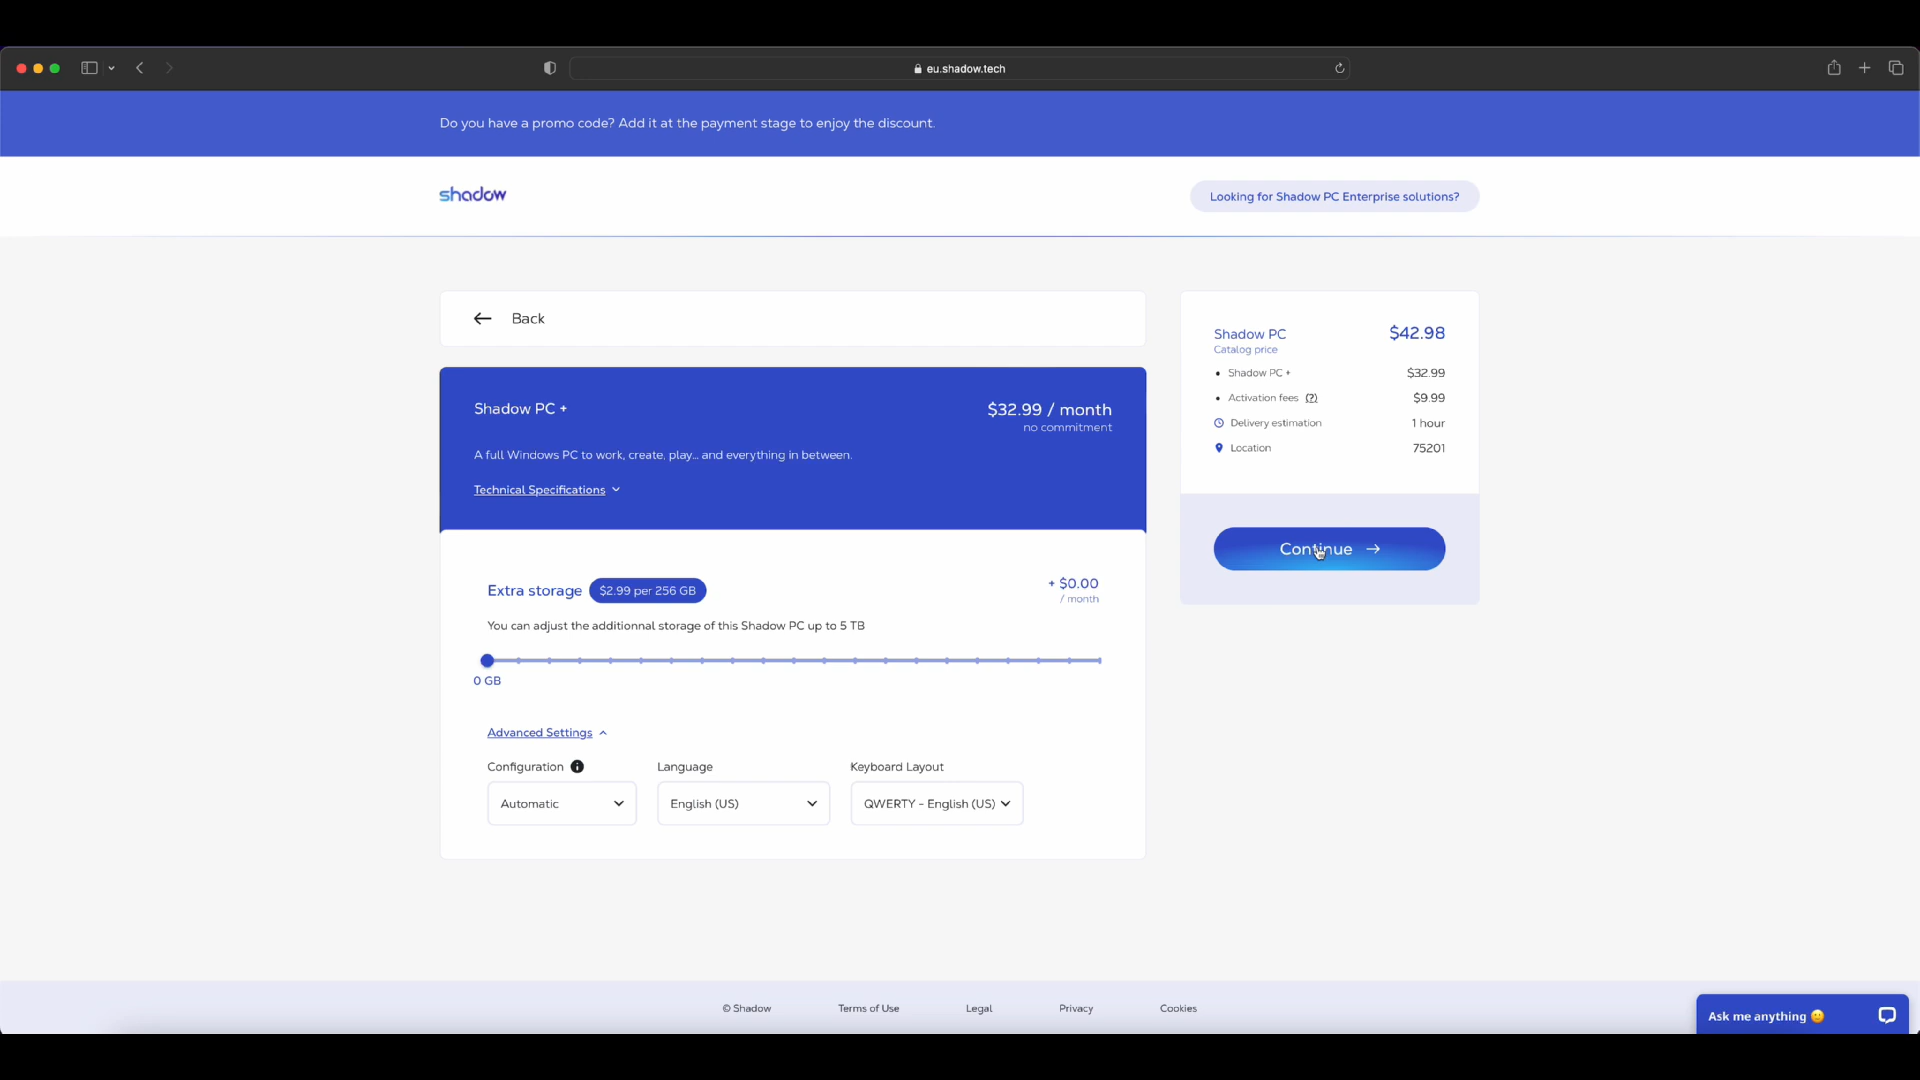 eu.shadow.tech
Do you have a promo code? Add it at the payment stage to enjoy the discount.
shadow
Looking for Shadow PC Enterprise solutions?
Back
Shadow PC +
$32.99 / month
no commitment
A full Windows PC to work, create, play... and everything in between.
Technical Specifications
Extra storage
$2.99 per 256 GB
+ $0.00
/ month
You can adjust the additionnal storage of this Shadow PC up to 5 TB
0 GB
Advanced Settings
Configuration
Language
Keyboard Layout
Automatic
English (US)
QWERTY - English (US)
Shadow PC
$42.98
Catalog price
• Shadow PC + $32.99
• Activation fees (?) $9.99
Delivery estimation 1 hour
Location 75201
Continue
© Shadow
Terms of Use
Legal
Privacy
Cookies
Ask me anything 🙂